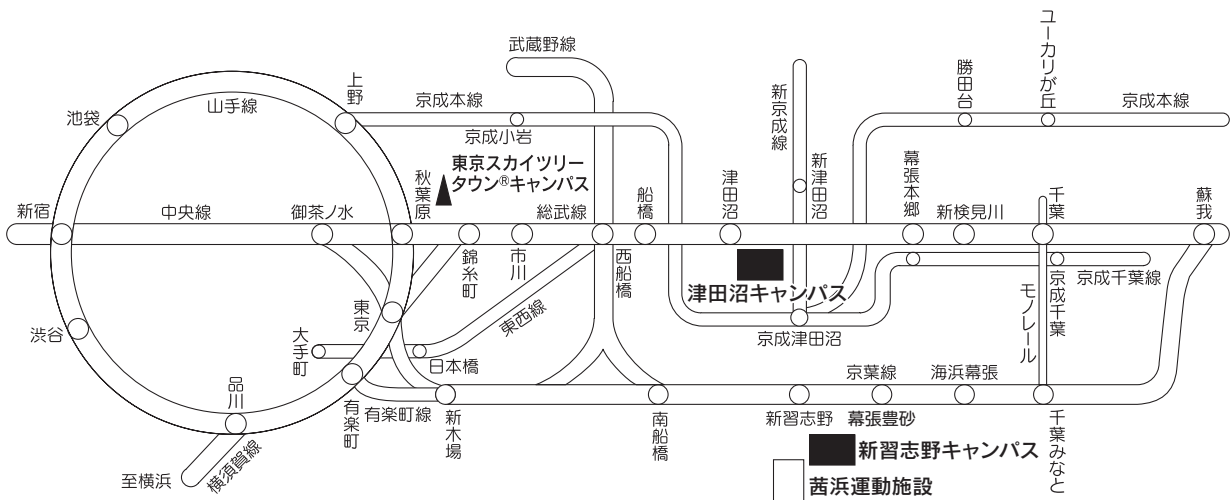 武蔵野線
ユーカリが丘
上野
京成本線
新京成線
勝田台
京成本線
山手線
池袋
京成小岩
東京スカイツリー
タウン®キャンパス
秋葉原
船橋
津田沼
新津田沼
幕張本郷
千葉
蘇我
新宿
中央線
御茶ノ水
総武線
新検見川
錦糸町
市川
西船橋
津田沼キャンパス
モノレール
京成千葉
京成千葉線
東京
東西線
京成津田沼
渋谷
大手町
日本橋
品川
有楽町
有楽町線
新木場
南船橋
京葉線
海浜幕張
新習志野
幕張豊砂
千葉みなと
至横浜
横須賀線
新習志野キャンパス
茜浜運動施設